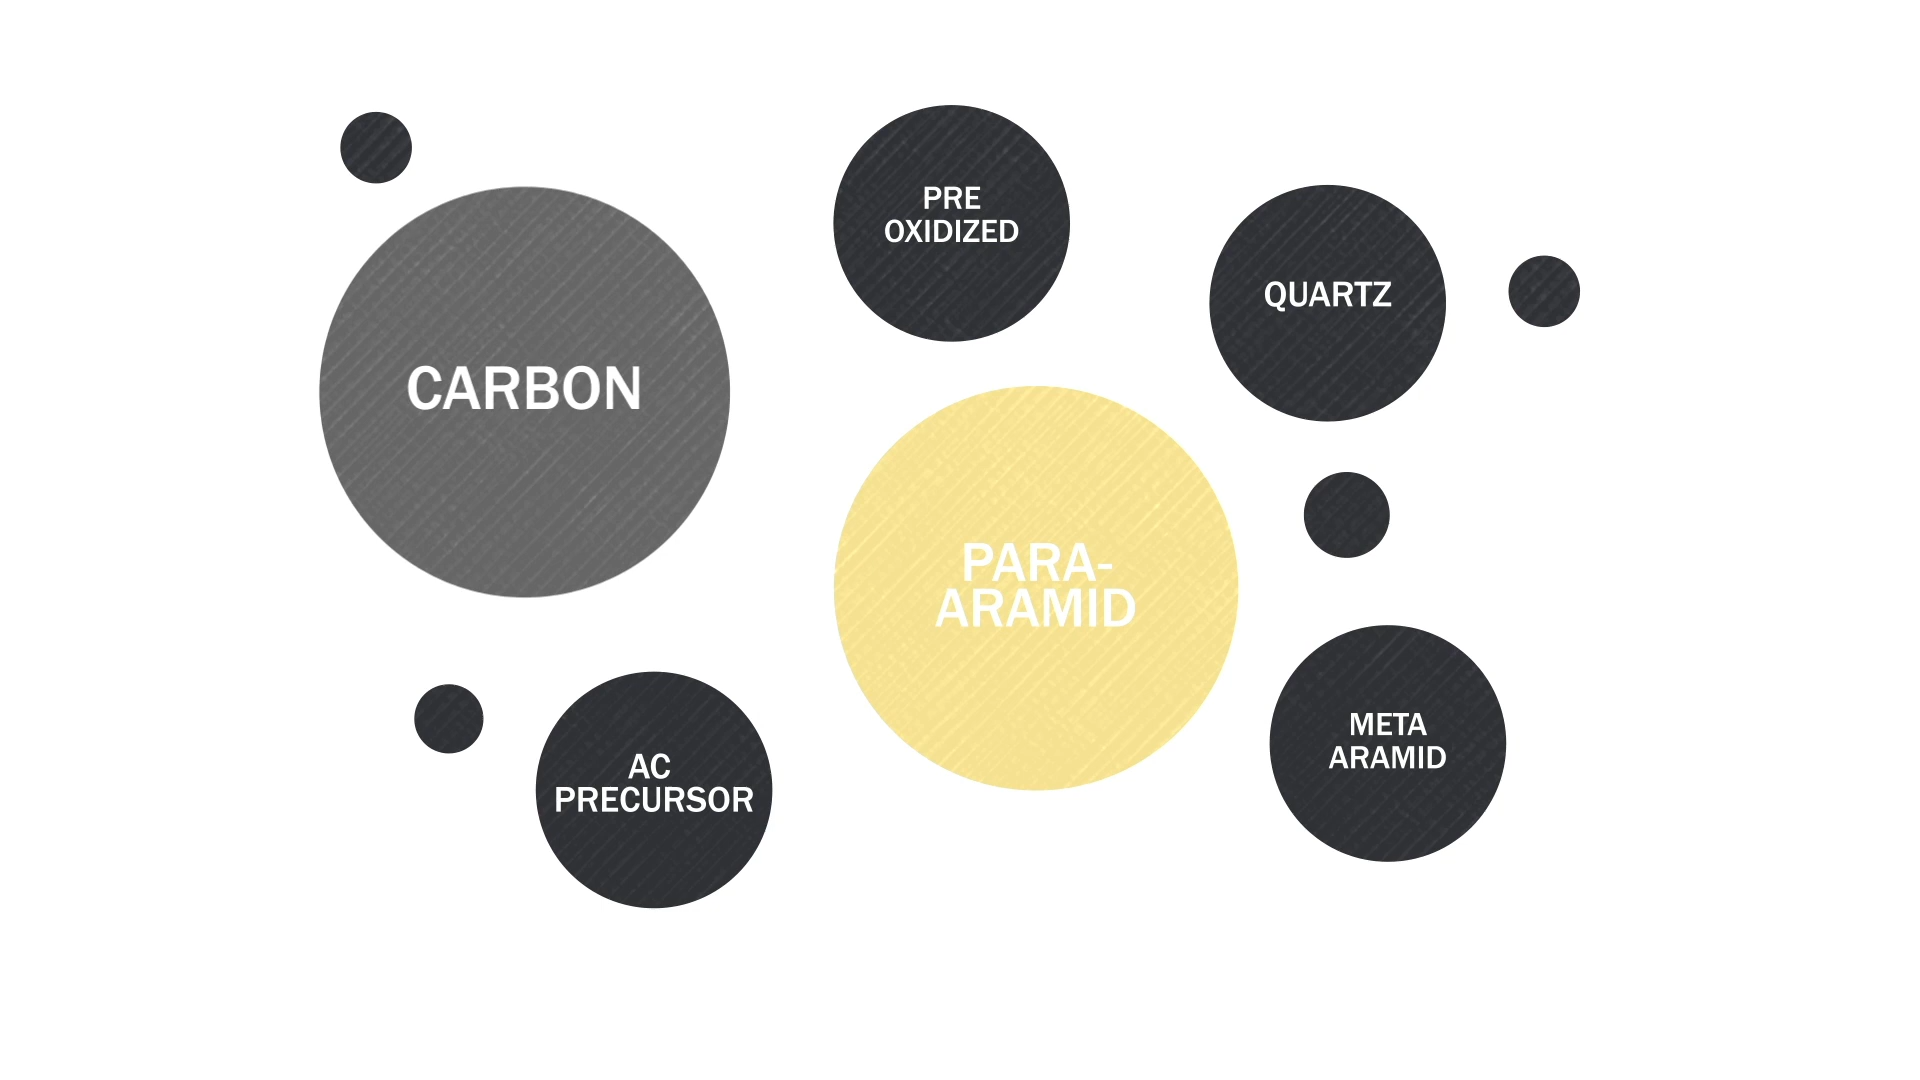 PRE
OXIDIZED
QUARTZ
CARBON
PARA-
ARAMID
META
ARAMID
AC
PRECURSOR